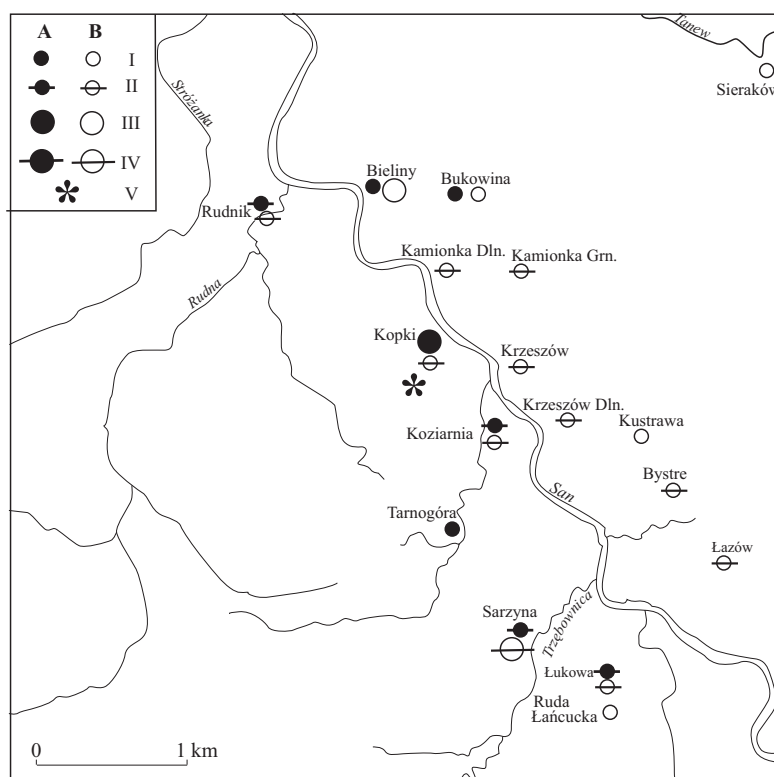 A B
I
II
III
IV
V
Tanew
Sieraków
Stróżanka
Bieliny
Bukowina
Rudnik
Kamionka Dln.
Kamionka Grn.
Rudna
Kopki
Krzeszów
Krzeszów Dln.
Kustrawa
Koziarnia
Bystre
San
Tarnogóra
Łazów
Sarzyna
Trzębownica
Łukowa
Ruda
Łańcucka
0 1 km